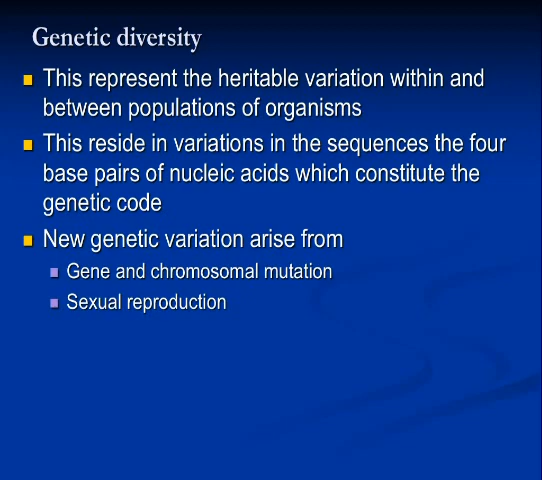 Genetic diversity
This represent the heritable variation within and
between populations of organisms
This reside in variations in the sequences the four
base pairs of nucleic acids which constitute the
genetic code
New genetic variation arise from
Gene and chromosomal mutation
Sexual reproduction